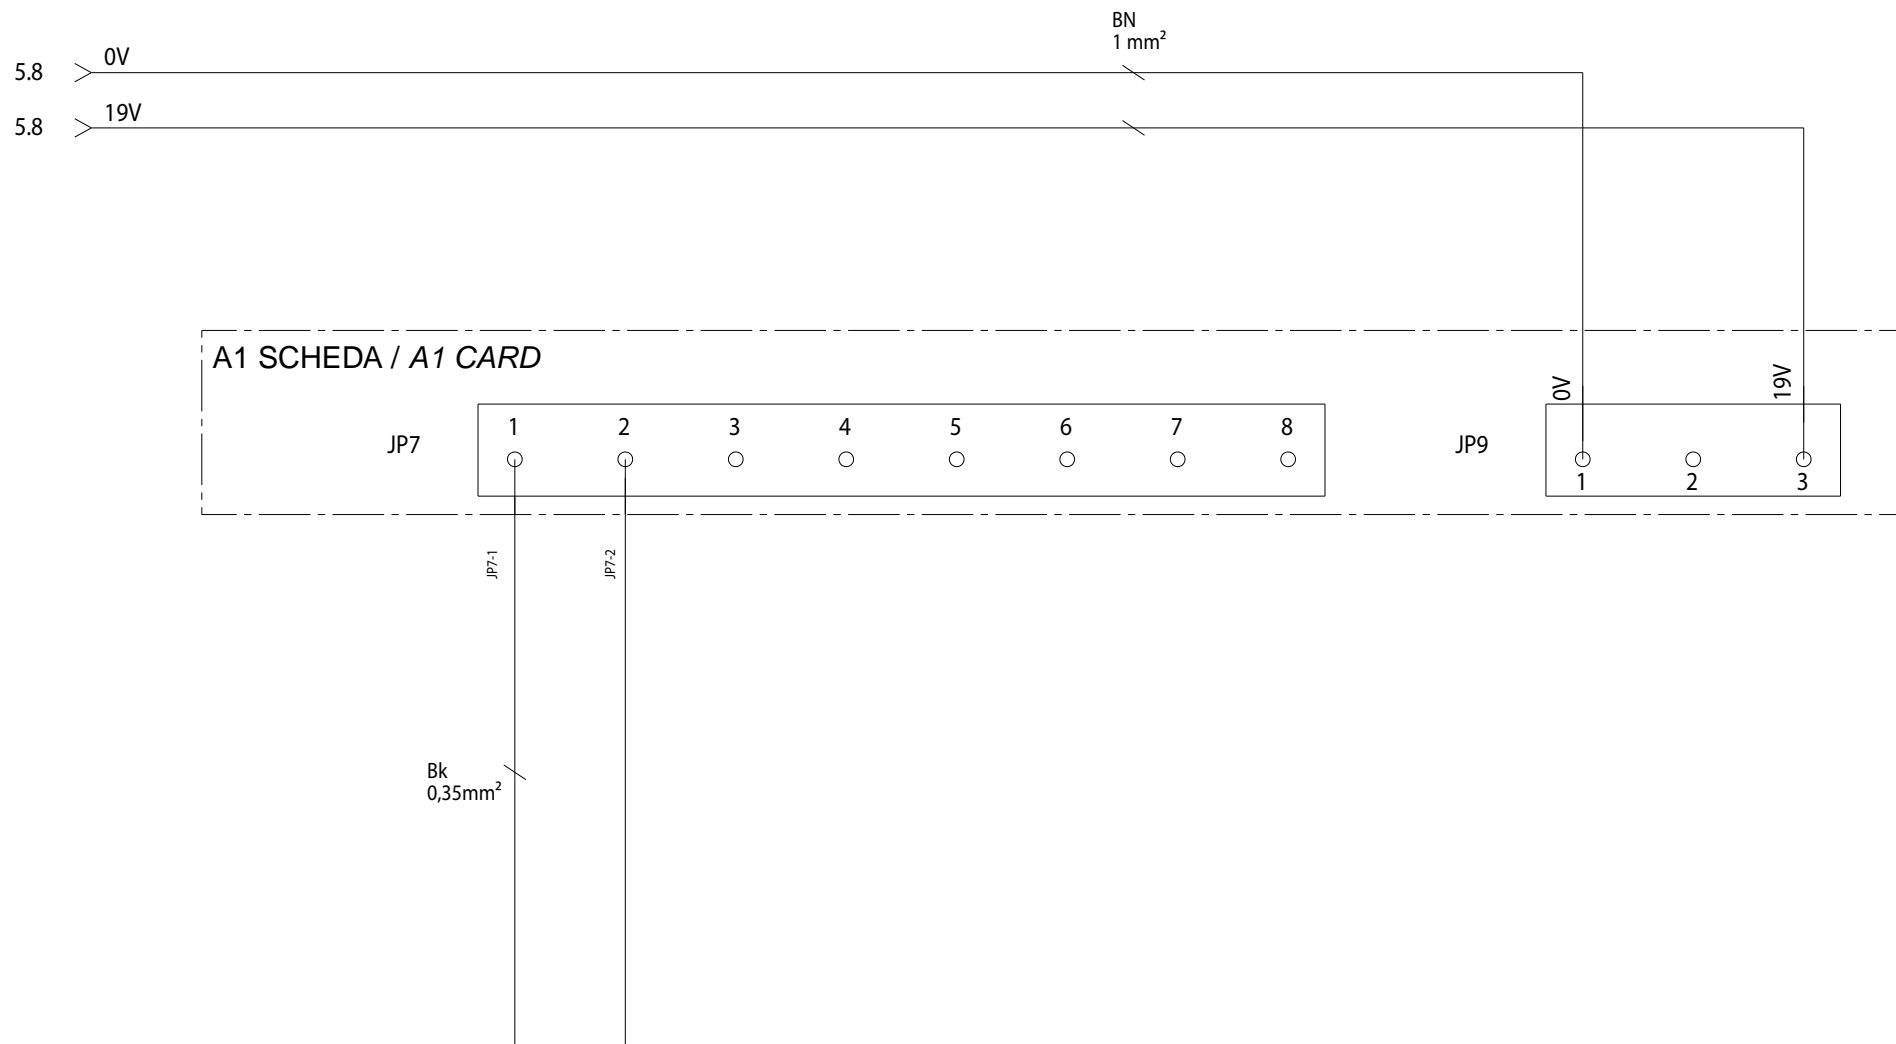 BN
1 mm²
5.8
0V
5.8
19V
A1 SCHEDA / A1 CARD
0V
19V
JP7
1 2 3 4 5 6 7 8
JP9
1 2 3
JP7-1
JP7-2
Bk
0,35mm²